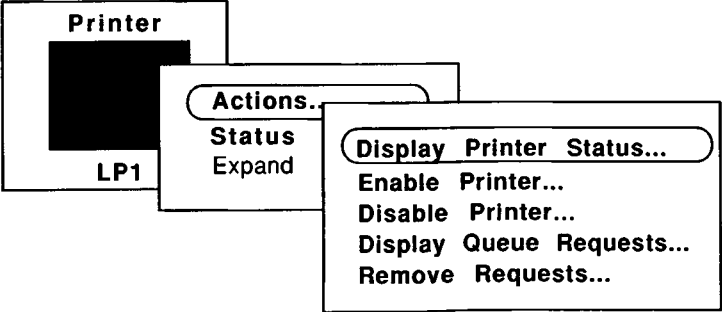 Printer
LP1
Actions..
Status
Expand
Display Printer Status...
Enable Printer...
Disable Printer...
Display Queue Requests...
Remove Requests...